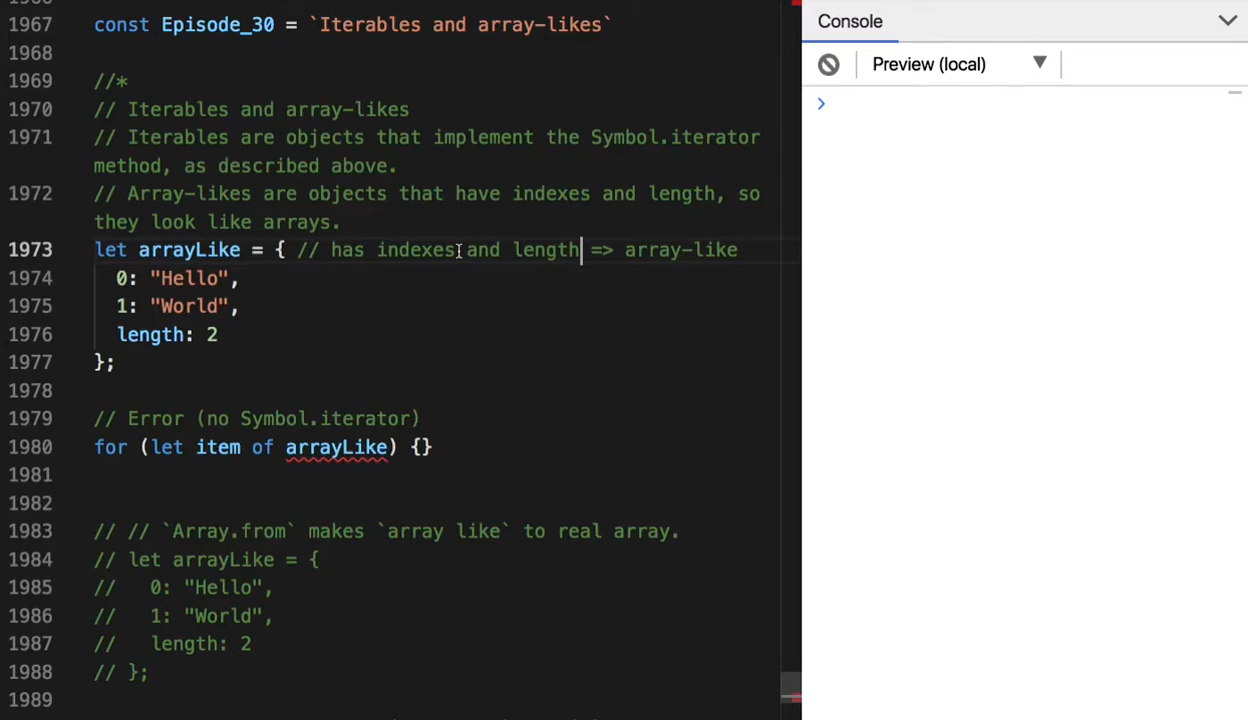 1967 const Episode_30 = `Iterables and array-likes`
1968
1969 //*
1970 // Iterables and array-likes
1971 // Iterables are objects that implement the Symbol.iterator
method, as described above.
1972 // Array-likes are objects that have indexes and length, so
they look like arrays.
1973 let arrayLike = { // has indexes and length => array-like
1974 0: "Hello",
1975 1: "World",
1976 length: 2
1977 };
1978
1979 // Error (no Symbol.iterator)
1980 for (let item of arrayLike) {}
1981
1982
1983 // // `Array.from` makes `array like` to real array.
1984 // let arrayLike = {
1985 //   0: "Hello",
1986 //   1: "World",
1987 //   length: 2
1988 // };
1989
Console
Preview (local)